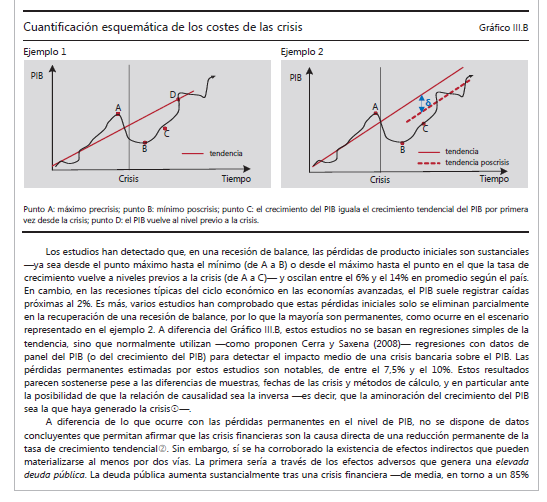 Cuantificación esquemática de los costes de las crisis
Gráfico III.B
Ejemplo 1
Ejemplo 2
PIB
A
B
C
D
tendencia
Crisis
Tiempo
PIB
A
B
C
δ
tendencia
tendencia poscrisis
Crisis
Tiempo
Punto A: máximo precrisis; punto B: mínimo poscrisis; punto C: el crecimiento del PIB iguala el crecimiento tendencial del PIB por primera
vez desde la crisis; punto D: el PIB vuelve al nivel previo a la crisis.
Los estudios han detectado que, en una recesión de balance, las pérdidas de producto iniciales son sustanciales
—ya sea desde el punto máximo hasta el mínimo (de A a B) o desde el máximo hasta el punto en el que la tasa de
crecimiento vuelve a niveles previos a la crisis (de A a C)— y oscilan entre el 6% y el 14% en promedio según el país.
En cambio, en las recesiones típicas del ciclo económico en las economías avanzadas, el PIB suele registrar caídas
próximas al 2%. Es más, varios estudios han comprobado que estas pérdidas iniciales solo se eliminan parcialmente
en la recuperación de una recesión de balance, por lo que la mayoría son permanentes, como ocurre en el escenario
representado en el ejemplo 2. A diferencia del Gráfico III.B, estos estudios no se basan en regresiones simples de la
tendencia, sino que normalmente utilizan —como proponen Cerra y Saxena (2008)— regresiones con datos de
panel del PIB (o del crecimiento del PIB) para detectar el impacto medio de una crisis bancaria sobre el PIB. Las
pérdidas permanentes estimadas por estos estudios son notables, de entre el 7,5% y el 10%. Estos resultados
parecen sostenerse pese a las diferencias de muestras, fechas de las crisis y métodos de cálculo, y en particular ante
la posibilidad de que la relación de causalidad sea la inversa —es decir, que la aminoración del crecimiento del PIB
sea la que haya generado la crisis①—.
A diferencia de lo que ocurre con las pérdidas permanentes en el nivel de PIB, no se dispone de datos
concluyentes que permitan afirmar que las crisis financieras son la causa directa de una reducción permanente de la
tasa de crecimiento tendencial②. Sin embargo, sí se ha corroborado la existencia de efectos indirectos que pueden
materializarse al menos por dos vías. La primera sería a través de los efectos adversos que genera una elevada
deuda pública. La deuda pública aumenta sustancialmente tras una crisis financiera —de media, en torno a un 85%